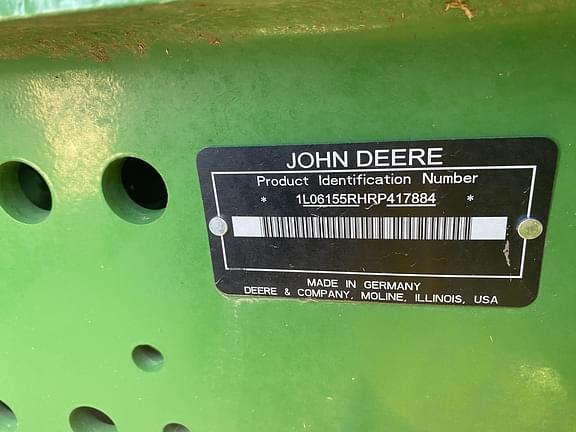 JOHN DEERE
Product Identification Number
* 1L06155RHRP417884 *
MADE IN GERMANY
DEERE & COMPANY, MOLINE, ILLINOIS, USA